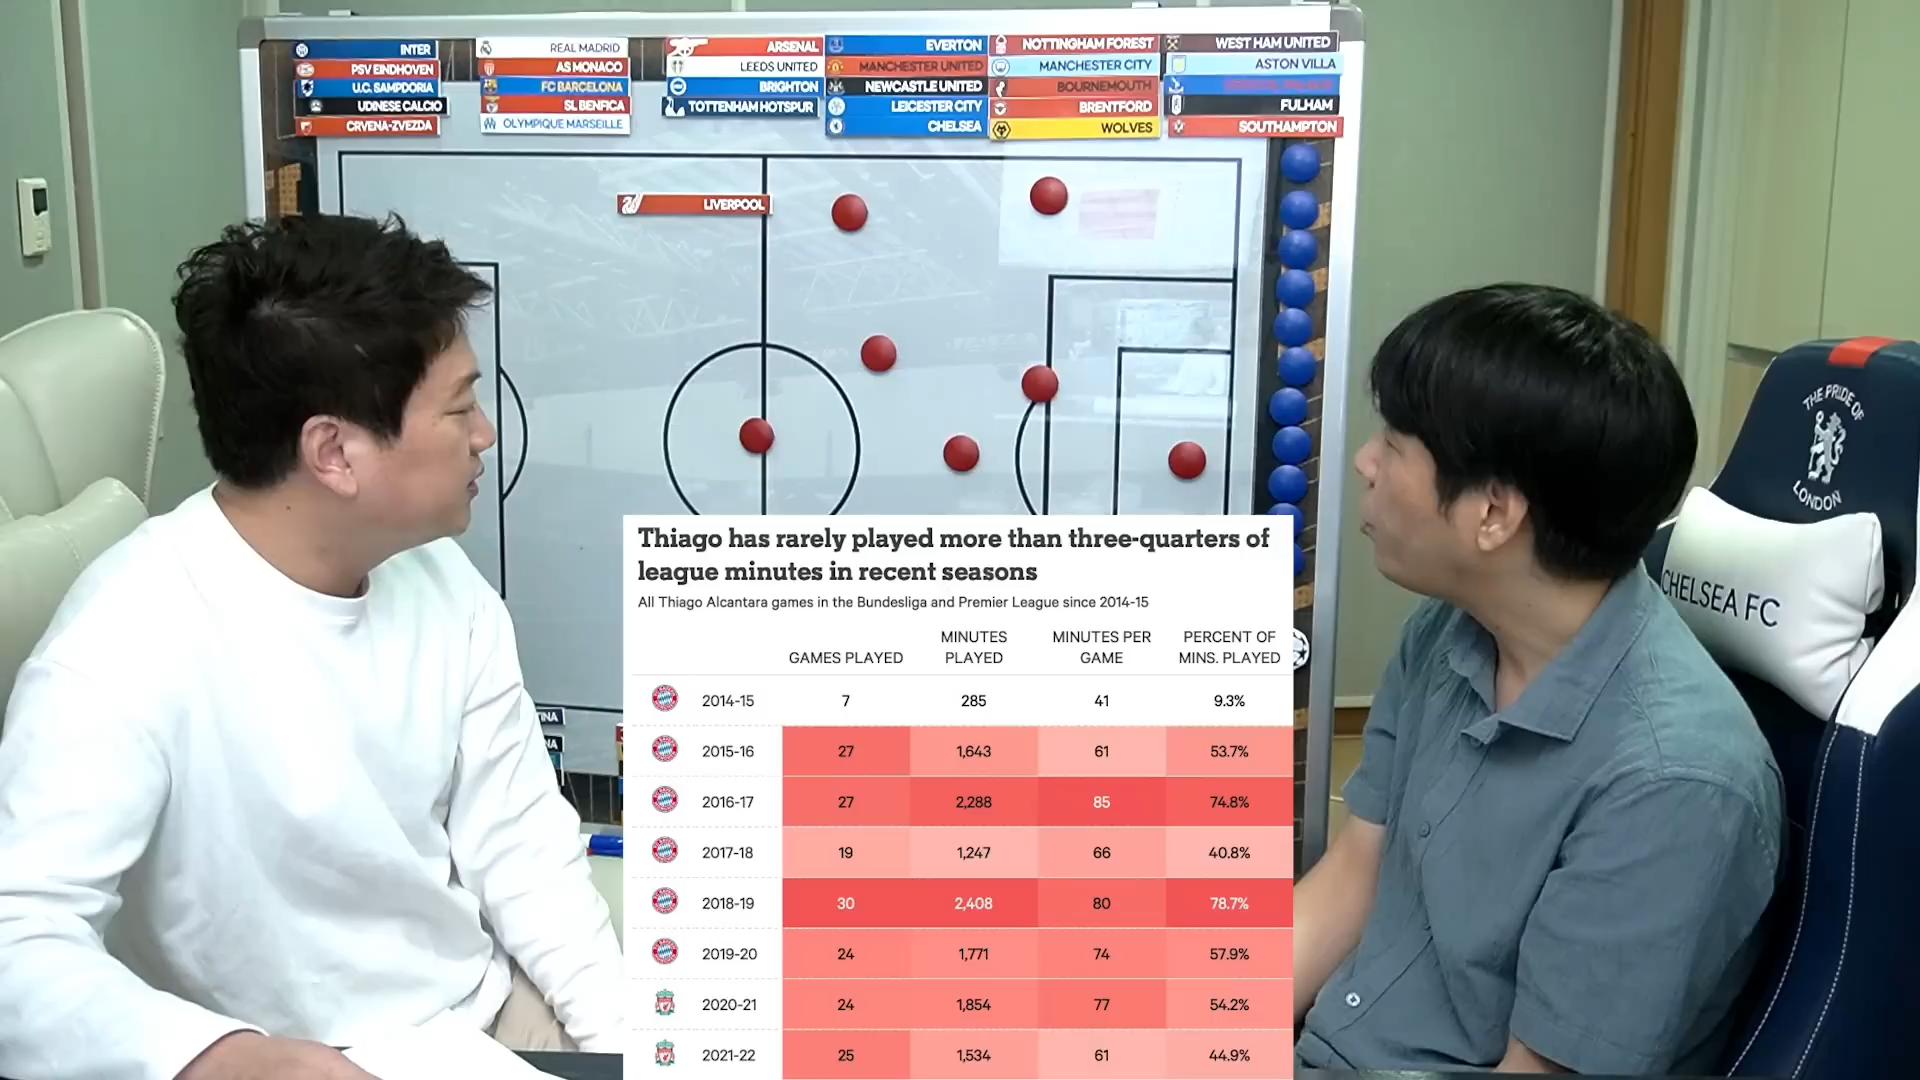 INTER
PSV EINDHOVEN
U.C. SAMPDORIA
UDINESE CALCIO
CRVENA-ZVEZDA
REAL MADRID
AS MONACO
FC BARCELONA
SL BENFICA
OLYMPIQUE MARSEILLE
ARSENAL
LEEDS UNITED
BRIGHTON
TOTTENHAM HOTSPUR
EVERTON
MANCHESTER UNITED
NEWCASTLE UNITED
LEICESTER CITY
CHELSEA
NOTTINGHAM FOREST
MANCHESTER CITY
BOURNEMOUTH
BRENTFORD
WOLVES
WEST HAM UNITED
ASTON VILLA
FULHAM
SOUTHAMPTON
LIVERPOOL
THE PRIDE OF
LONDON
CHELSEA FC
Thiago has rarely played more than three-quarters of
league minutes in recent seasons
All Thiago Alcantara games in the Bundesliga and Premier League since 2014-15
GAMES PLAYED MINUTES PLAYED MINUTES PER GAME PERCENT OF MINS. PLAYED
2014-15 7 285 41 9.3%
2015-16 27 1,643 61 53.7%
2016-17 27 2,288 85 74.8%
2017-18 19 1,247 66 40.8%
2018-19 30 2,408 80 78.7%
2019-20 24 1,771 74 57.9%
2020-21 24 1,854 77 54.2%
2021-22 25 1,534 61 44.9%